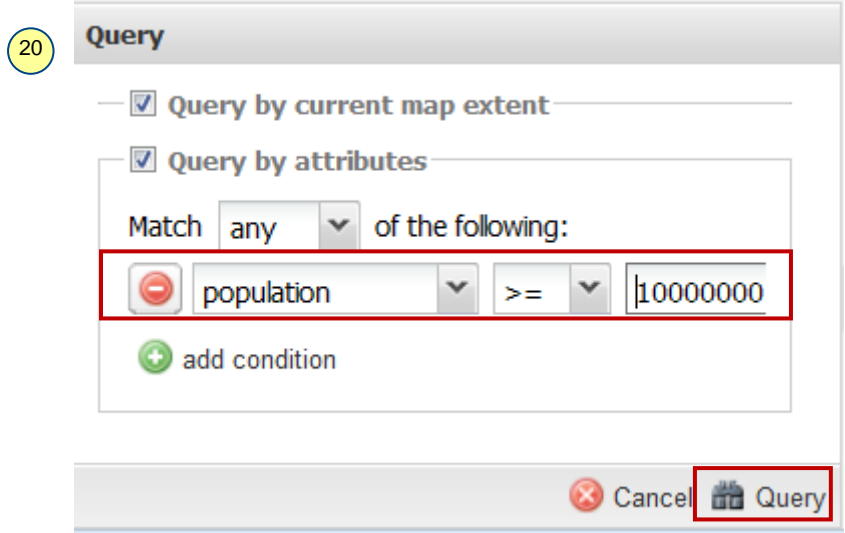 20
Query
Query by current map extent
Query by attributes
Match any of the following:
population >= 10000000
add condition
Cancel Query